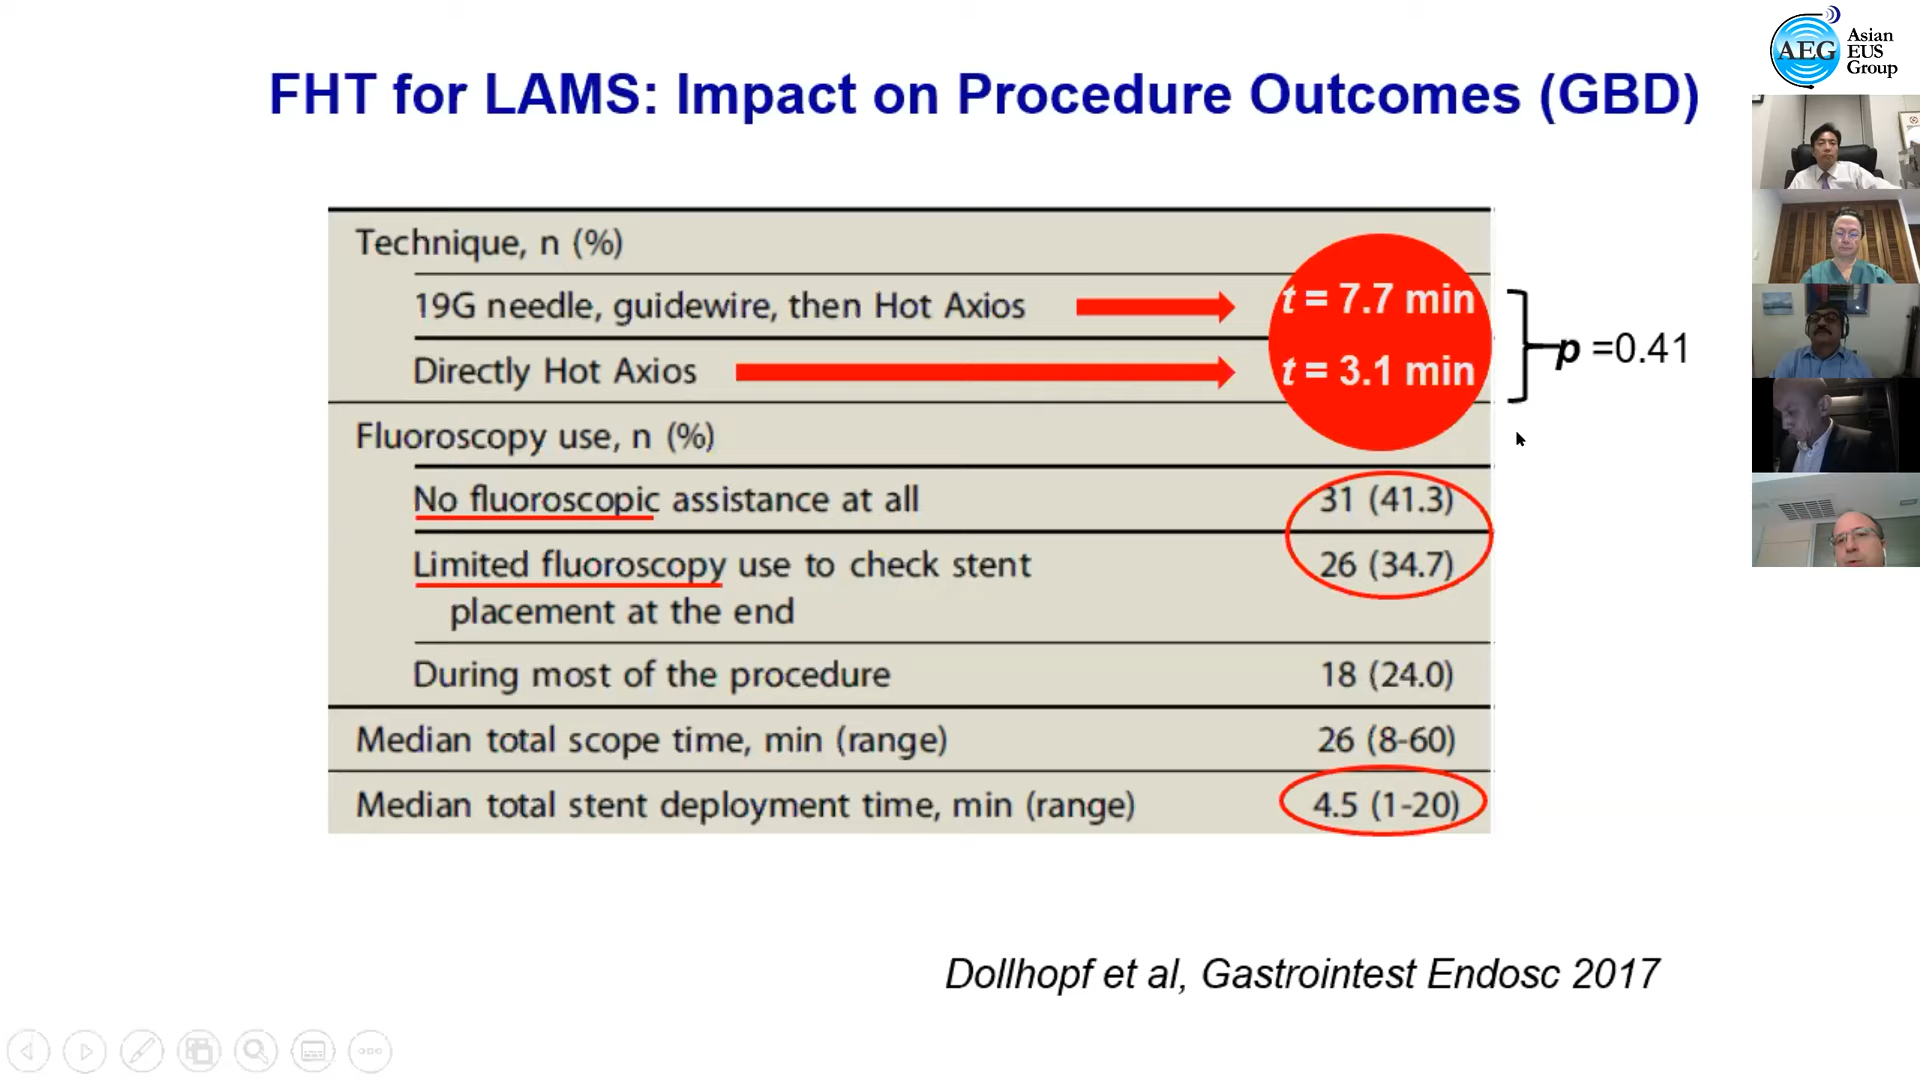 AEG
Asian
EUS
Group
FHT for LAMS: Impact on Procedure Outcomes (GBD)
Technique, n (%)
19G needle, guidewire, then Hot Axios
t = 7.7 min
Directly Hot Axios
t = 3.1 min
p =0.41
Fluoroscopy use, n (%)
No fluoroscopic assistance at all
31 (41.3)
Limited fluoroscopy use to check stent
26 (34.7)
placement at the end
During most of the procedure
18 (24.0)
Median total scope time, min (range)
26 (8-60)
Median total stent deployment time, min (range)
4.5 (1-20)
Dollhopf et al, Gastrointest Endosc 2017